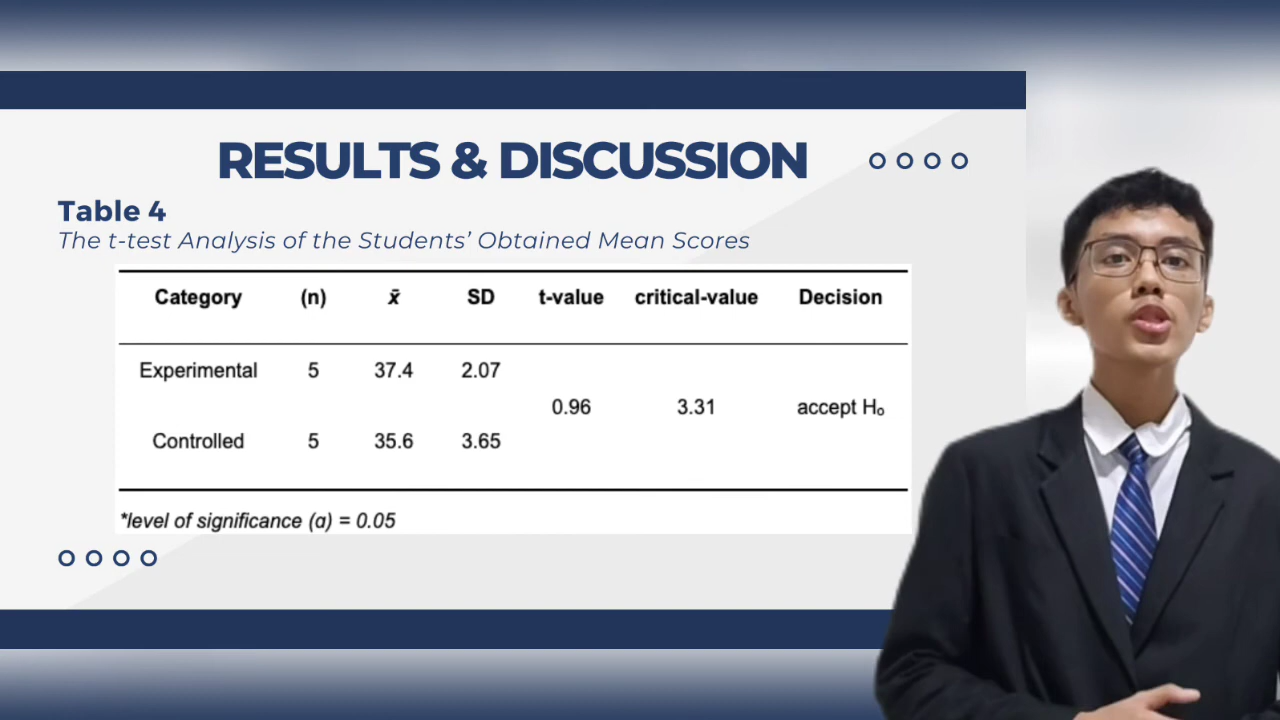 RESULTS & DISCUSSION
Table 4
The t-test Analysis of the Students’ Obtained Mean Scores
Category (n) x̄ SD t-value critical-value Decision
Experimental 5 37.4 2.07
0.96 3.31 accept H₀
Controlled 5 35.6 3.65
*level of significance (α) = 0.05